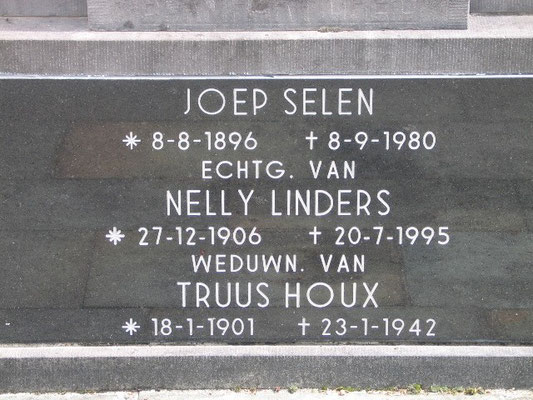 JOEP SELEN
* 8-8-1896 † 8-9-1980
ECHTG. VAN
NELLY LINDERS
* 27-12-1906 † 20-7-1995
WEDUWN. VAN
TRUUS HOUX
* 18-1-1901 † 23-1-1942